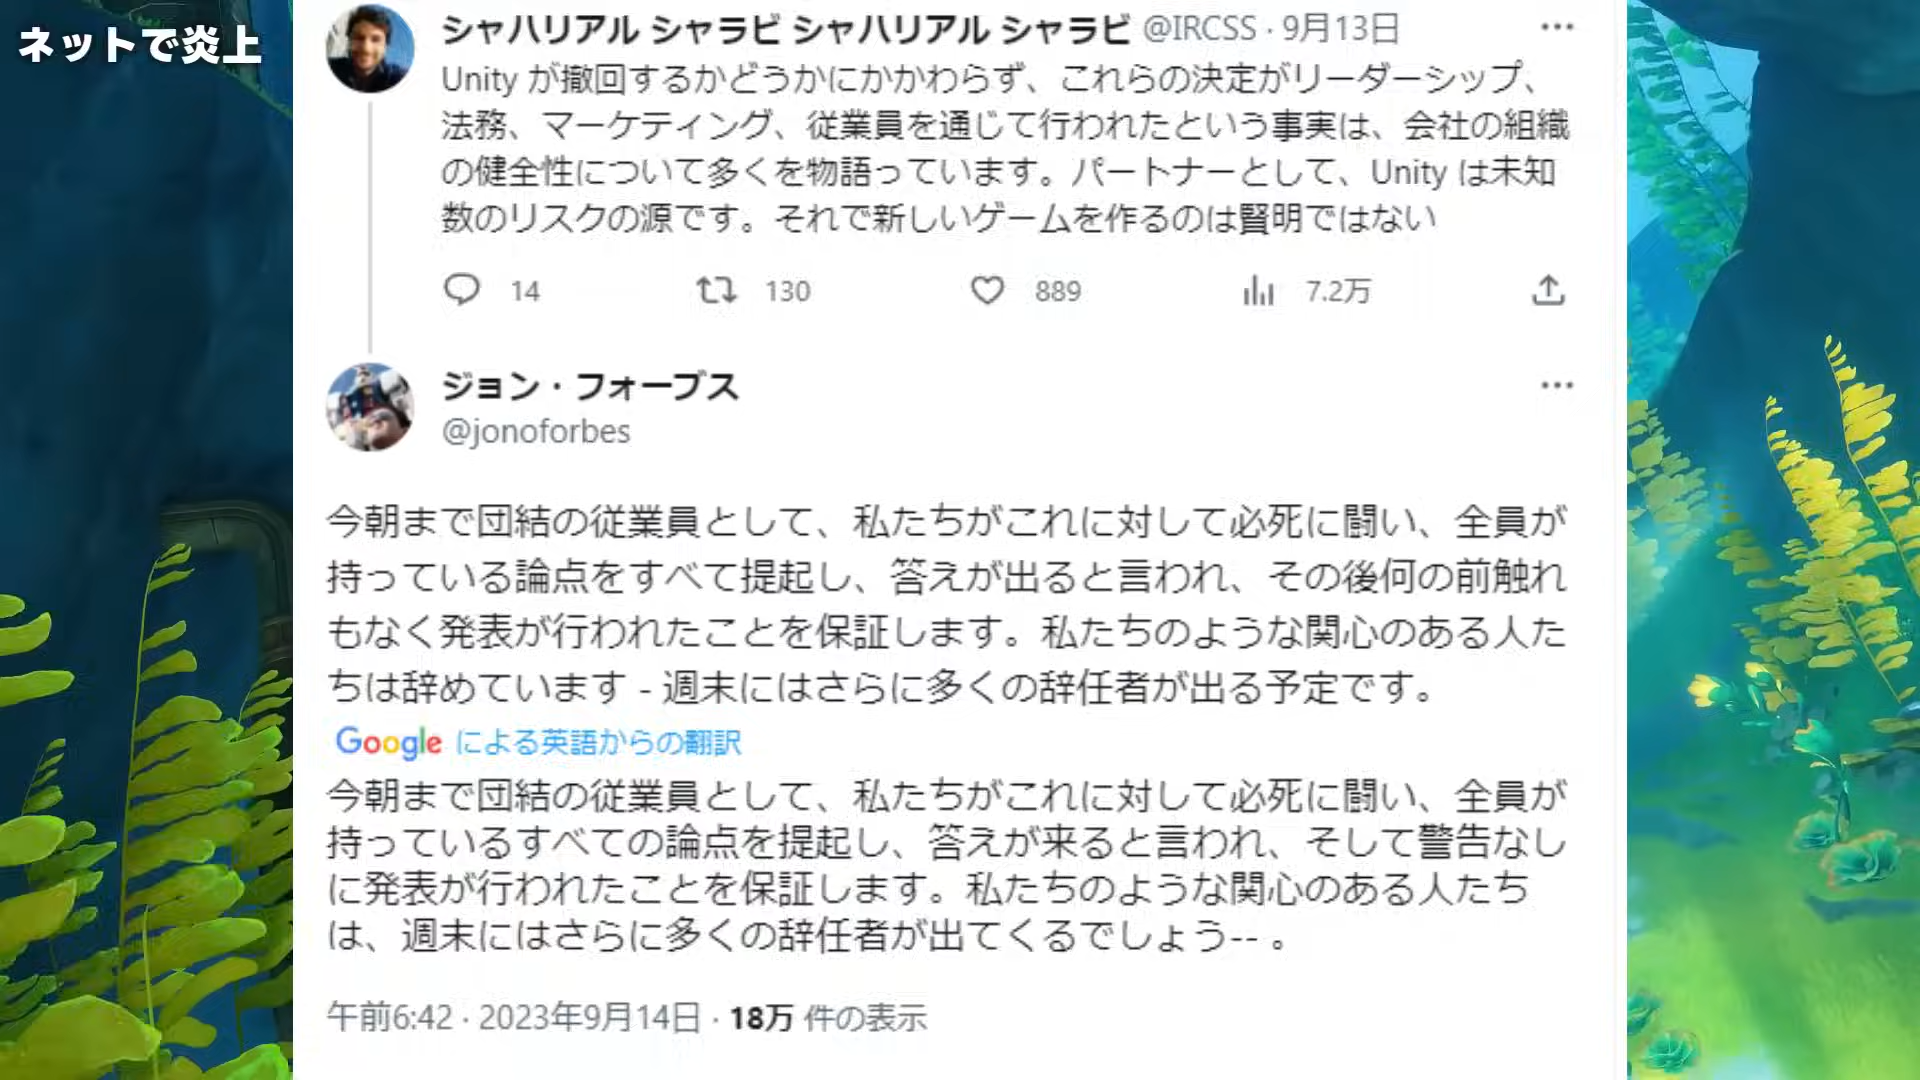 ネットで炎上
シャハリアル シャラビ シャハリアル シャラビ @IRCSS · 9月13日
Unity が撤回するかどうかにかかわらず、これらの決定がリーダーシップ、
法務、マーケティング、従業員を通じて行われたという事実は、会社の組織
の健全性について多くを物語っています。パートナーとして、Unity は未知
数のリスクの源です。それで新しいゲームを作るのは賢明ではない
14 130 889 7.2万
ジョン・フォーブス
@jonoforbes
今朝まで団結の従業員として、私たちがこれに対して必死に闘い、全員が
持っている論点をすべて提起し、答えが出ると言われ、その後何の前触れ
もなく発表が行われたことを保証します。私たちのような関心のある人た
ちは辞めています - 週末にはさらに多くの辞任者が出る予定です。
Google による英語からの翻訳
今朝まで団結の従業員として、私たちがこれに対して必死に闘い、全員が
持っているすべての論点を提起し、答えが来ると言われ、そして警告なし
に発表が行われたことを保証します。私たちのような関心のある人たち
は、週末にはさらに多くの辞任者が出てくるでしょう-- 。
午前6:42 · 2023年9月14日 · 18万 件の表示